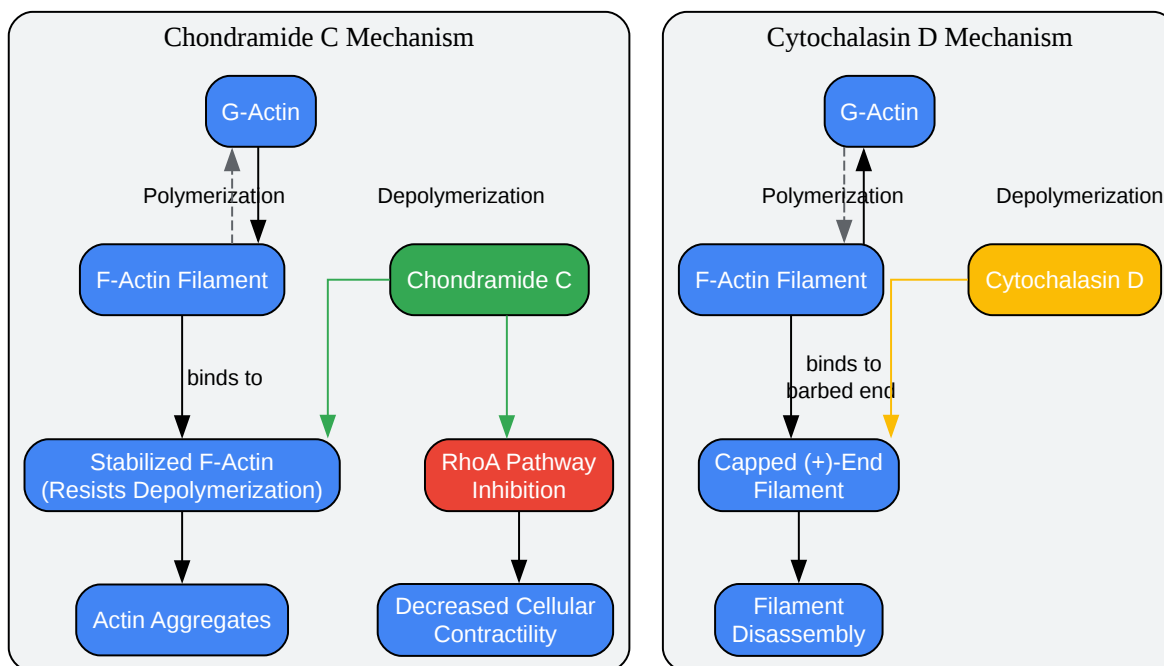 Chondramide C Mechanism
G-Actin
Polymerization
Depolymerization
F-Actin Filament
Chondramide C
binds to
Stabilized F-Actin
(Resists Depolymerization)
RhoA Pathway
Inhibition
Actin Aggregates
Decreased Cellular
Contractility
Cytochalasin D Mechanism
G-Actin
Polymerization
Depolymerization
F-Actin Filament
Cytochalasin D
binds to
barbed end
Capped (+)-End
Filament
Filament
Disassembly